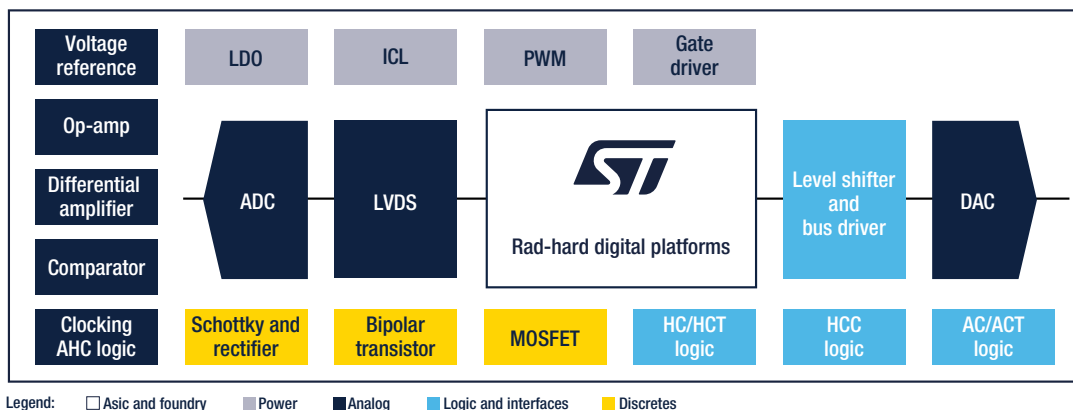 Voltage
reference
LDO
ICL
PWM
Gate
driver
Op-amp
Differential
amplifier
Comparator
ADC
LVDS
ST
Rad-hard digital platforms
Level shifter
and
bus driver
DAC
Clocking
AHC logic
Schottky and
rectifier
Bipolar
transistor
MOSFET
HC/HCT
logic
HCC
logic
AC/ACT
logic
Legend: Asic and foundry Power Analog Logic and interfaces Discretes